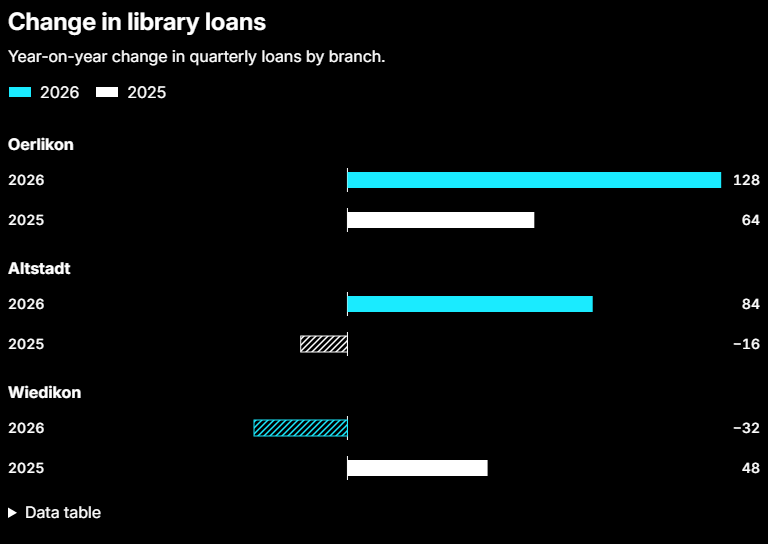 Change in library loans
Year-on-year change in quarterly loans by branch.
2026 2025
Oerlikon
2026 128
2025 64
Altstadt
2026 84
2025 −16
Wiedikon
2026 −32
2025 48
Data table